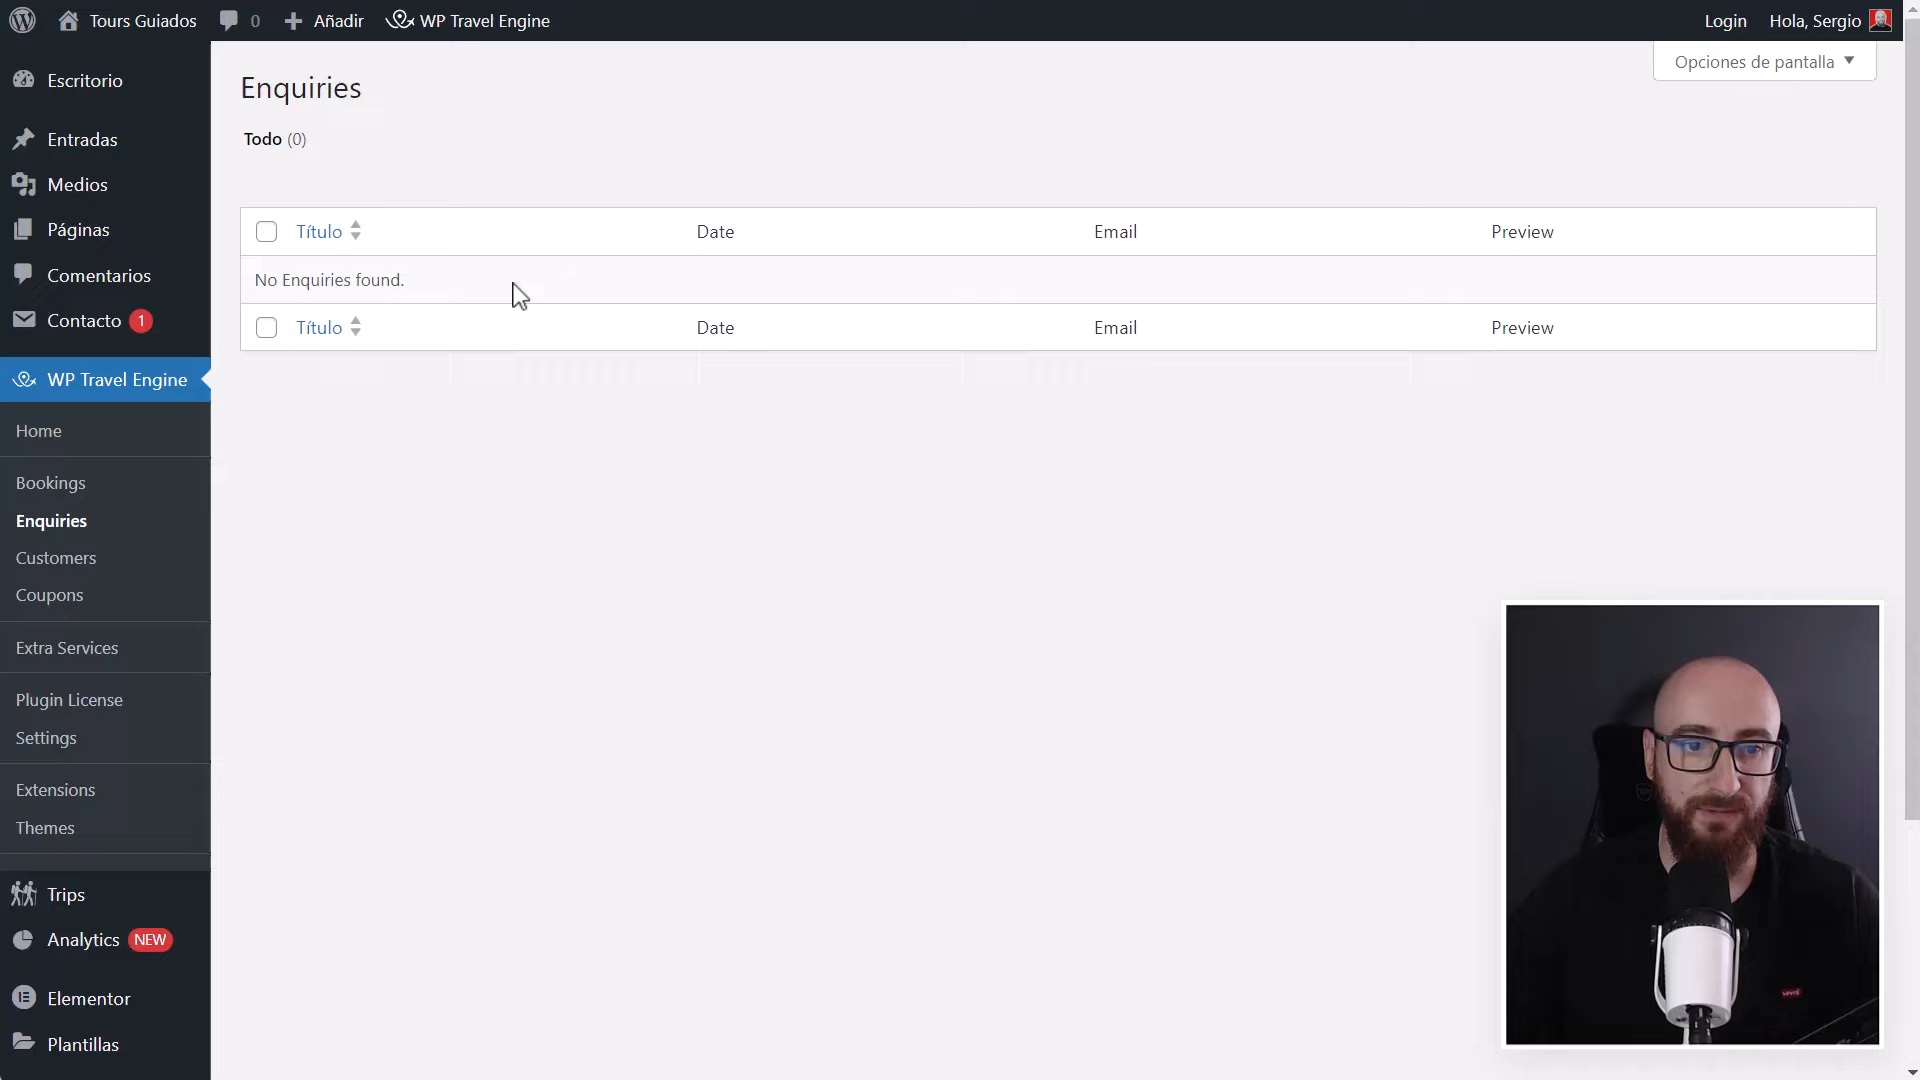 Tours Guiados
0
Añadir
WP Travel Engine
Login
Hola, Sergio
Opciones de pantalla
Escritorio
Entradas
Medios
Páginas
Comentarios
Contacto 1
WP Travel Engine
Home
Bookings
Enquiries
Customers
Coupons
Extra Services
Plugin License
Settings
Extensions
Themes
Trips
Analytics NEW
Elementor
Plantillas
Enquiries
Todo (0)
Título Date Email Preview
No Enquiries found.
Título Date Email Preview
Levi's